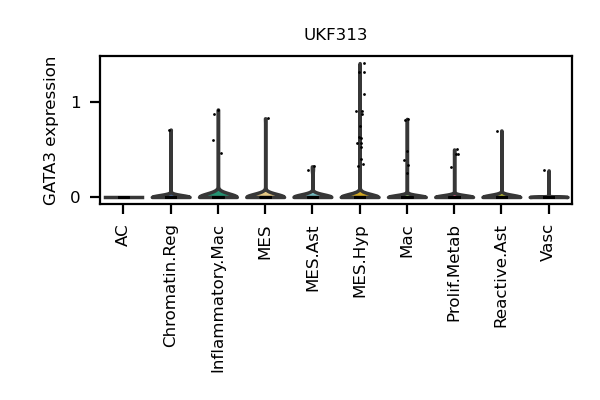 UKF313
GATA3 expression
1
0
AC
Chromatin.Reg
Inflammatory.Mac
MES
MES.Ast
MES.Hyp
Mac
Prolif.Metab
Reactive.Ast
Vasc